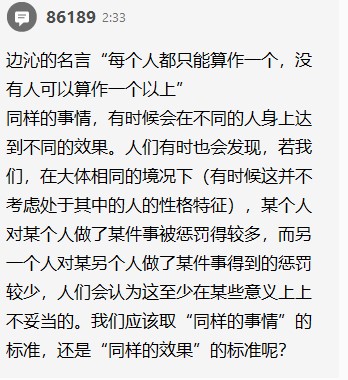 86189 2:33
边沁的名言“每个人都只能算作一个，没
有人可以算作一个以上”
同样的事情，有时候会在不同的人身上达
到不同的效果。人们有时也会发现，若我
们，在大体相同的境况下（有时候这并不
考虑处于其中的人的性格特征），某个人
对某个人做了某件事被惩罚得较多，而另
一个人对某另个人做了某件事得到的惩罚
较少，人们会认为这至少在某些意义上上
不妥当的。我们应该取“同样的事情”的
标准，还是“同样的效果”的标准呢？